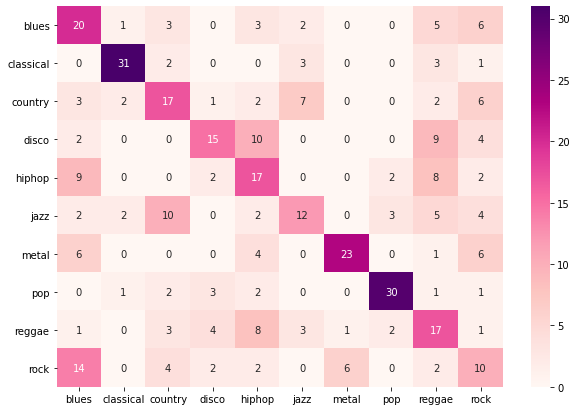 blues 20 1 3 0 3 2 0 0 5 6
classical 0 31 2 0 0 3 0 0 3 1
country 3 2 17 1 2 7 0 0 2 6
disco 2 0 0 15 10 0 0 0 9 4
hiphop 9 0 0 2 17 0 0 2 8 2
jazz 2 2 10 0 2 12 0 3 5 4
metal 6 0 0 0 4 0 23 0 1 6
pop 0 1 2 3 2 0 0 30 1 1
reggae 1 0 3 4 8 3 1 2 17 1
rock 14 0 4 2 2 0 6 0 2 10
blues classical country disco hiphop jazz metal pop reggae rock
30
25
20
15
10
5
0